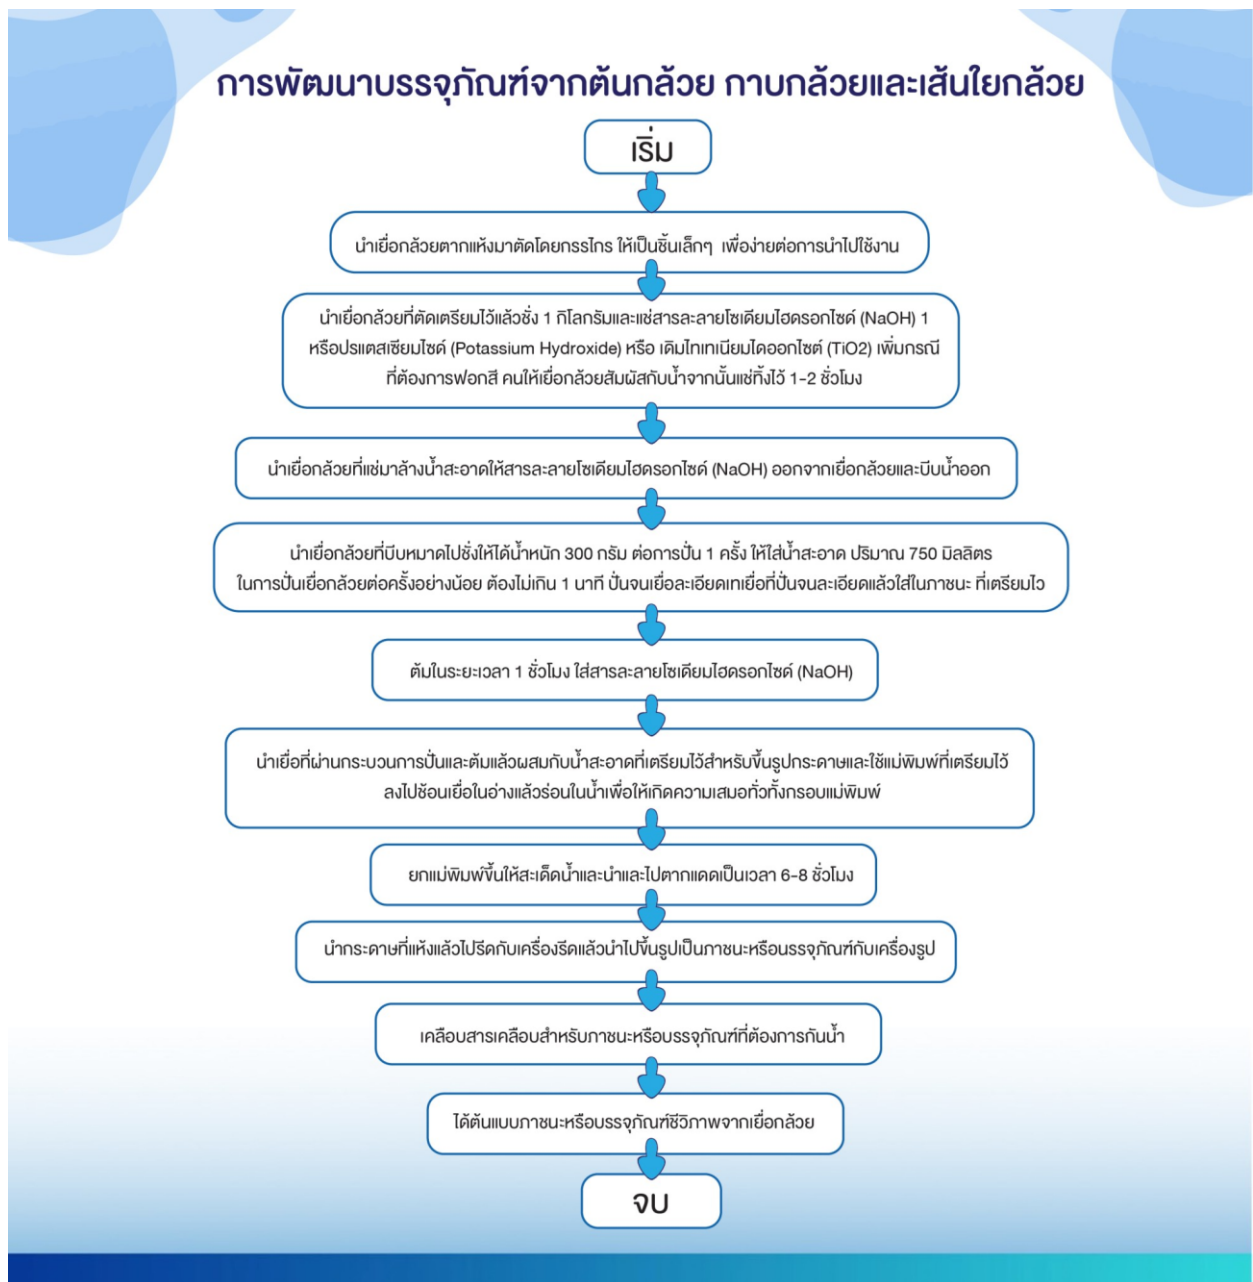 การพัฒนาบรรจุภัณฑ์จากต้นกล้วย กาบกล้วยและเส้นใยกล้วย
เริ่ม
นำเยื่อกล้วยตากแห้งมาตัดโดยกรรไกร ให้เป็นชิ้นเล็กๆ เพื่อง่ายต่อการนำไปใช้งาน
นำเยื่อกล้วยที่ตัดเตรียมไว้แล้วชั่ง 1 กิโลกรัมและแช่สารละลายโซเดียมไฮดรอกไซด์ (NaOH) 1
หรือปรแตสเซียมไซด์ (Potassium Hydroxide) หรือ เติมไทเทเนียมไดออกไซต์ (TiO2) เพิ่มกรณี
ที่ต้องการฟอกสี คนให้เยื่อกล้วยสัมผัสกับน้ำจากนั้นแช่ทิ้งไว้ 1-2 ชั่วโมง
นำเยื่อกล้วยที่แช่มาล้างน้ำสะอาดให้สารละลายโซเดียมไฮดรอกไซด์ (NaOH) ออกจากเยื่อกล้วยและบีบน้ำออก
นำเยื่อกล้วยที่บีบหมาดไปชั่งให้ได้น้ำหนัก 300 กรัม ต่อการปั่น 1 ครั้ง ให้ใส่น้ำสะอาด ปริมาณ 750 มิลลิตร
ในการปั่นเยื่อกล้วยต่อครั้งอย่างน้อย ต้องไม่เกิน 1 นาที ปั่นจนเยื่อละเอียดเทเยื่อที่ปั่นจนละเอียดแล้วใส่ในภาชนะ ที่เตรียมไว
ต้มในระยะเวลา 1 ชั่วโมง ใส่สารละลายโซเดียมไฮดรอกไซด์ (NaOH)
นำเยื่อที่ผ่านกระบวนการปั่นและต้มแล้วผสมกับน้ำสะอาดที่เตรียมไว้สำหรับขึ้นรูปกระดาษและใช้แม่พิมพ์ที่เตรียมไว้
ลงไปช้อนเยื่อในอ่างแล้วร่อนในน้ำเพื่อให้เกิดความเสมอทั่วทั้งกรอบแม่พิมพ์
ยกแม่พิมพ์ขึ้นให้สะเด็ดน้ำและนำและไปตากแดดเป็นเวลา 6-8 ชั่วโมง
นำกระดาษที่แห้งแล้วไปรีดกับเครื่องรีดแล้วนำไปขึ้นรูปเป็นภาชนะหรือนรรจุภัณฑ์กับเครื่องรูป
เคลือบสารเคลือบสำหรับภาชนะหรือบรรจุภัณฑ์ที่ต้องการกันน้ำ
ได้ต้นแบบภาชนะหรือบรรจุภัณฑ์ชีวิภาพจากเยื่อกล้วย
จบ